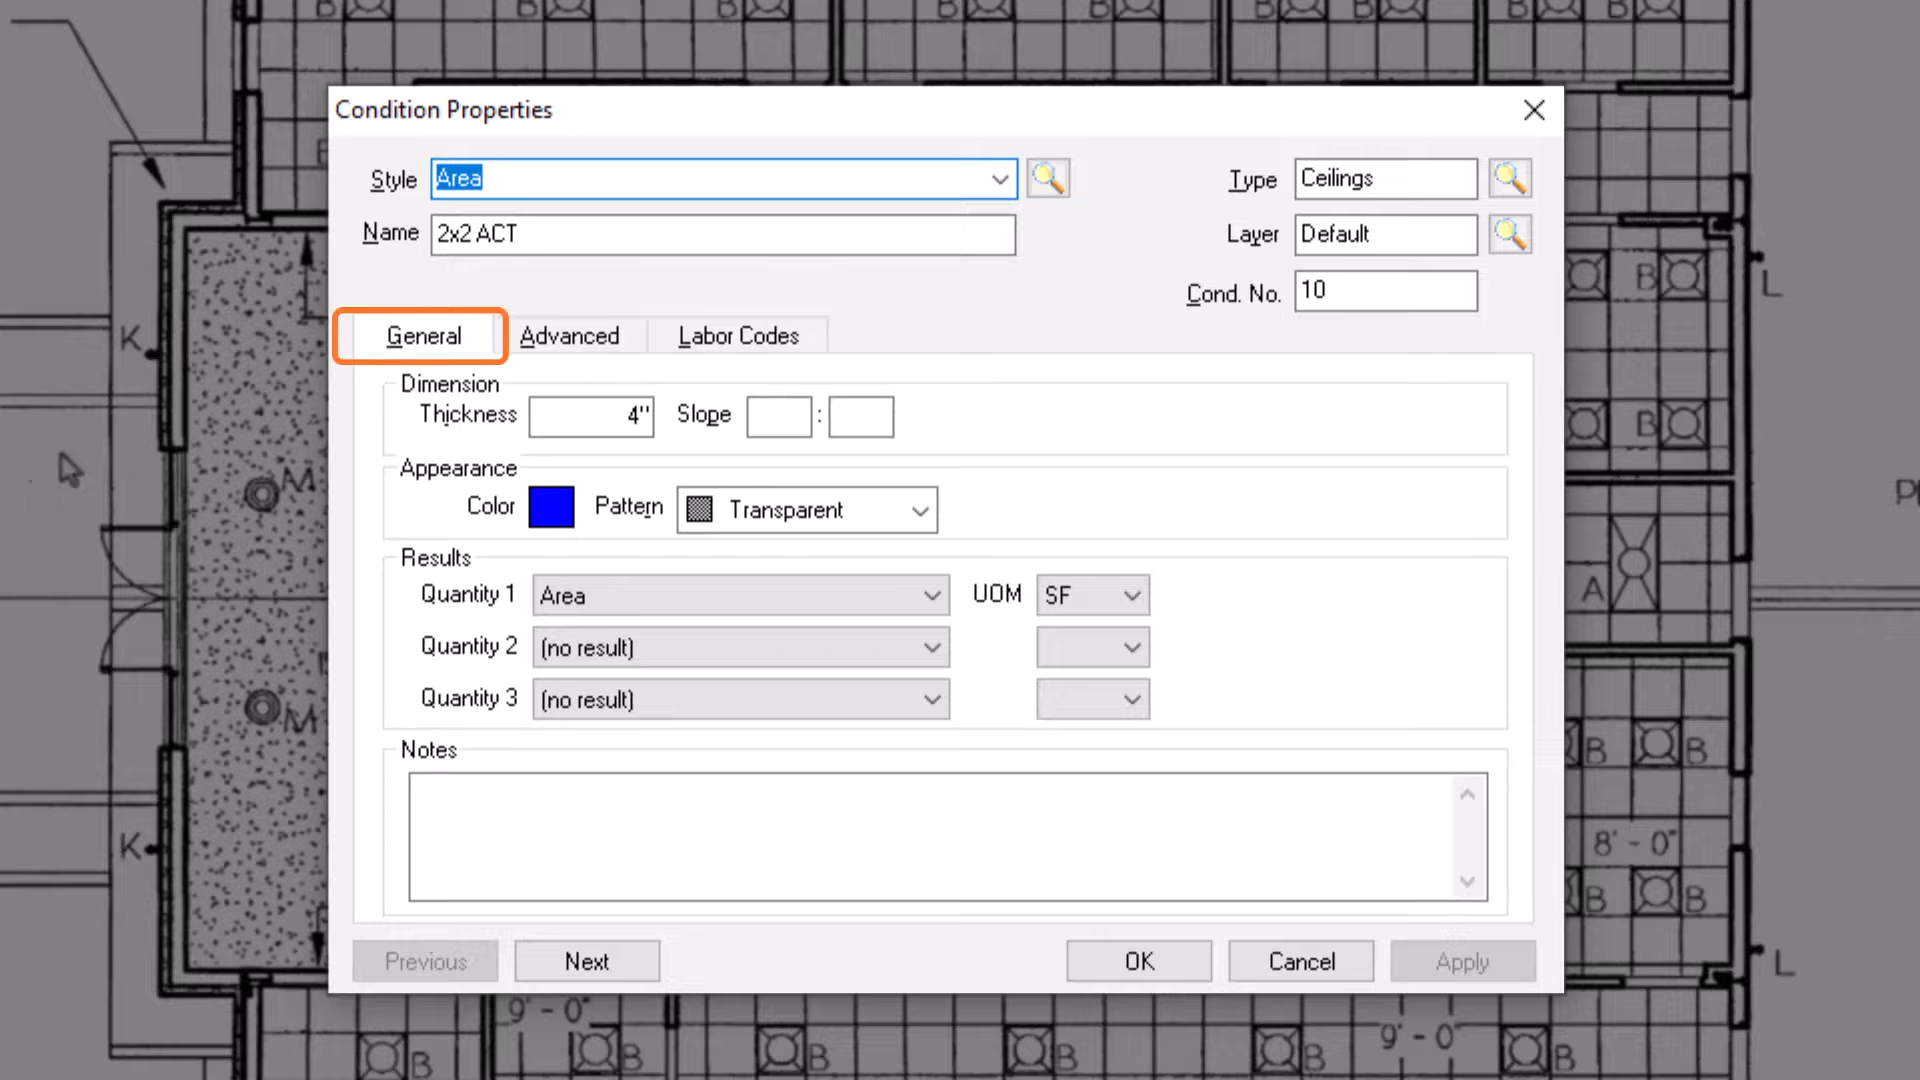 B B B B B B B B B
Condition Properties
Style Area Type Ceilings
Name 2x2 ACT Layer Default
Cond. No. 10
General Advanced Labor Codes
Dimension
Thickness 4" Slope :
Appearance
Color Pattern Transparent
Results
Quantity 1 Area UOM SF
Quantity 2 (no result)
Quantity 3 (no result)
Notes
Previous Next OK Cancel Apply
K
M
M
K
B
L
B
A
B B
8' - 0"
B B
L
9' - 0"
9' - 0"
B B B B B B